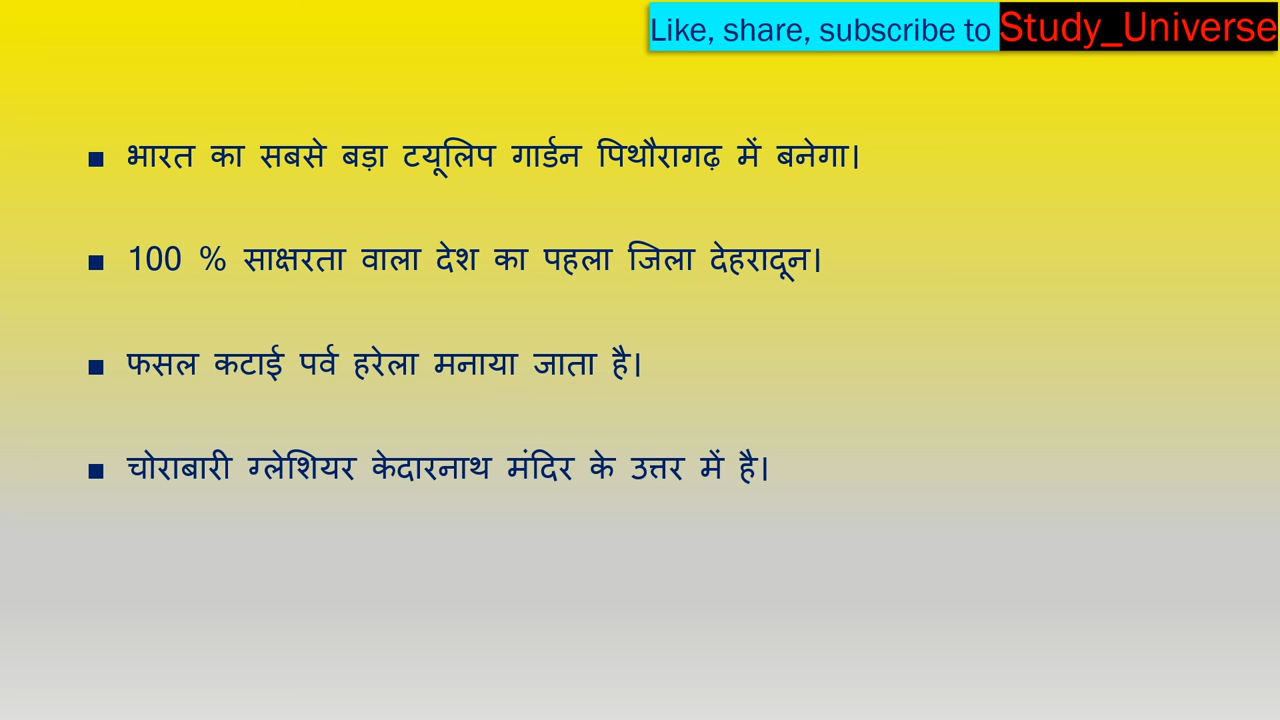 Like, share, subscribe to Study_Universe
▪ भारत का सबसे बड़ा टयूलिप गार्डन पिथौरागढ़ में बनेगा।
▪ 100 % साक्षरता वाला देश का पहला जिला देहरादून।
▪ फसल कटाई पर्व हरेला मनाया जाता है।
▪ चोराबारी ग्लेशियर केदारनाथ मंदिर के उत्तर में है।